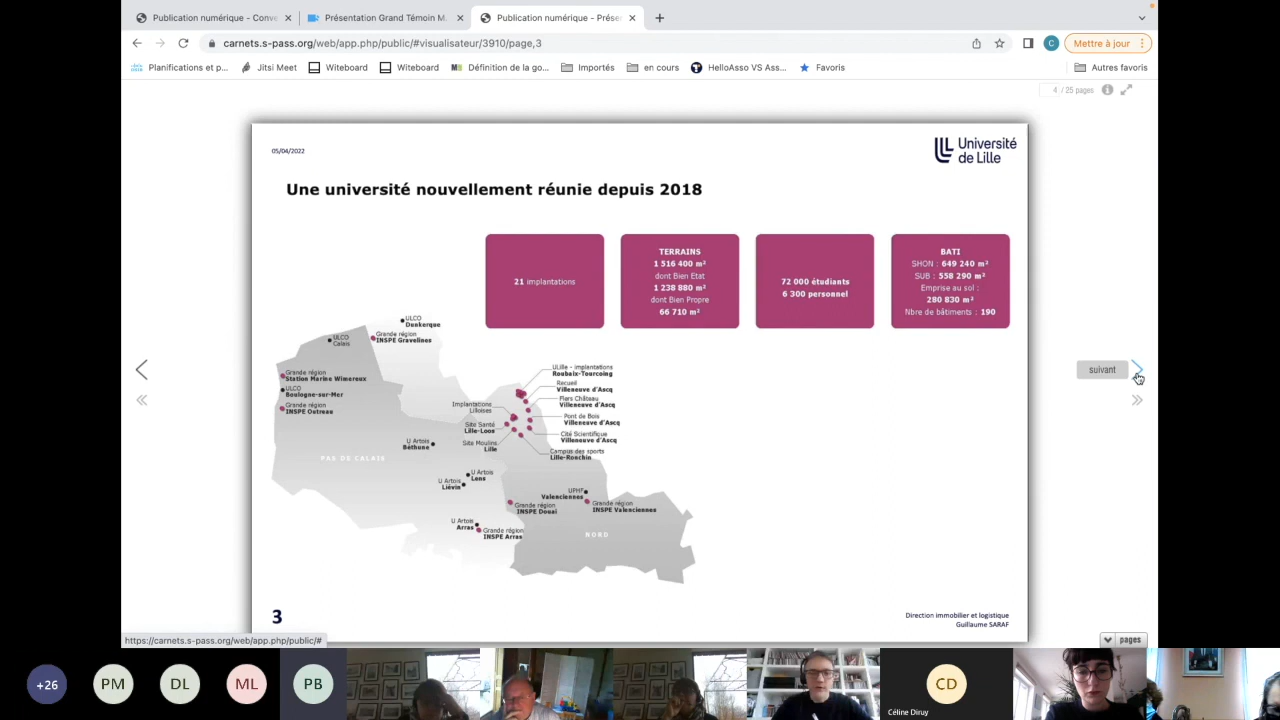 Publication numérique - Conve
Présentation Grand Témoin M.
Publication numérique - Prése
carnets.s-pass.org/web/app.php/public/#visualisateur/3910/page,3
C
Mettre à jour
Planifications et p...
Jitsi Meet
Witeboard
Witeboard
Définition de la go...
Importés
en cours
HelloAsso VS Ass...
Favoris
Autres favoris
4 / 25 pages
05/04/2022
Université
de Lille
Une université nouvellement réunie depuis 2018
21 implantations
TERRAINS
1 516 400 m²
dont Bien Etat
1 238 880 m²
dont Bien Propre
66 710 m²
72 000 étudiants
6 300 personnel
BATI
SHON : 649 240 m²
SUB : 558 290 m²
Emprise au sol :
280 830 m²
Nbre de bâtiments : 190
ULCO
Dunkerque
ULCO
Calais
Grande région
INSPE Gravelines
Grande région
Station Marine Wimereux
ULCO
Boulogne-sur-Mer
Grande région
INSPE Outreau
ULille - implantations
Roubaix-Tourcoing
Recueil
Villeneuve d'Ascq
Flers Château
Villeneuve d'Ascq
Pont de Bois
Villeneuve d'Ascq
Cité Scientifique
Villeneuve d'Ascq
Campus des sports
Lille-Ronchin
Implantations
Lilloises
Site Santé
Lille-Loos
Site Moulins
Lille
U Artois
Béthune
PAS DE CALAIS
U Artois
Lens
U Artois
Liévin
UPHF
Valenciennes
Grande région
INSPE Valenciennes
Grande région
INSPE Douai
U Artois
Arras
Grande région
INSPE Arras
NORD
suivant
3
Direction immobilier et logistique
Guillaume SARAF
https://carnets.s-pass.org/web/app.php/public/#
pages
+26
PM
DL
ML
PB
CD
Céline Diruy